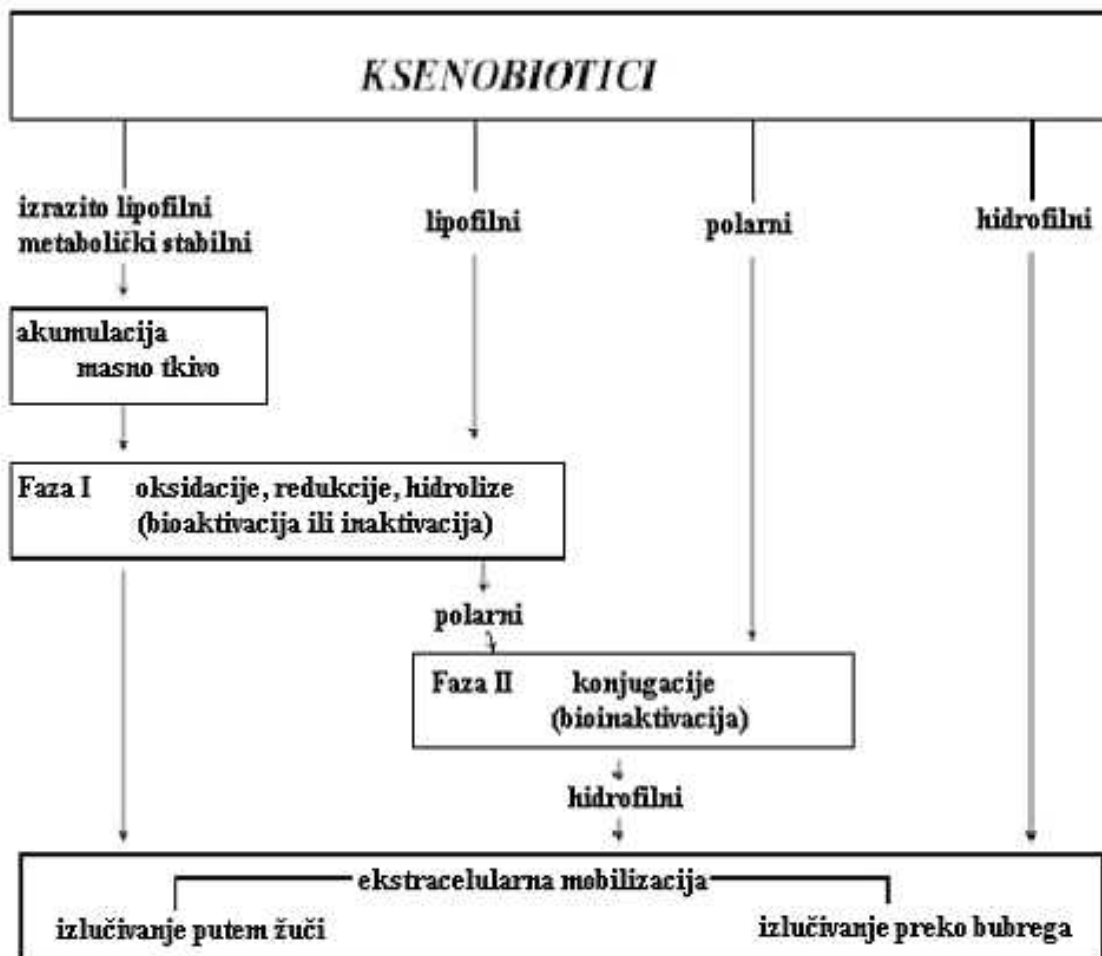 KSENOBIOTICI
izrazito lipofilni
metabolički stabilni
lipofilni
polarni
hidrofilni
akumulacija
masno tkivo
Faza I oksidacije, redukcije, hidrolize
(bioaktivacija ili inaktivacija)
polarni
Faza II konjugacije
(bioinaktivacija)
hidrofilni
ekstracelularna mobilizacija
izlučivanje putem žuči
izlučivanje preko bubrega